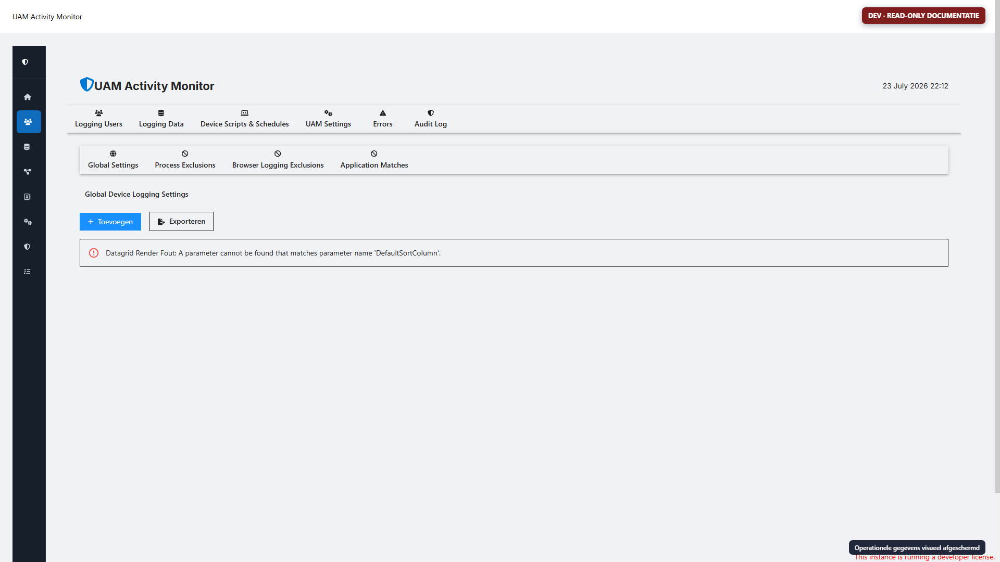 UAM Activity Monitor
DEV - READ-ONLY DOCUMENTATIE
UAM Activity Monitor
23 July 2026 22:12
Logging Users
Logging Data
Device Scripts & Schedules
UAM Settings
Errors
Audit Log
Global Settings
Process Exclusions
Browser Logging Exclusions
Application Matches
Global Device Logging Settings
Toevoegen
Exporteren
Datagrid Render Fout: A parameter cannot be found that matches parameter name 'DefaultSortColumn'.
Operationele gegevens visueel afgeschermd
This instance is running a developer license.